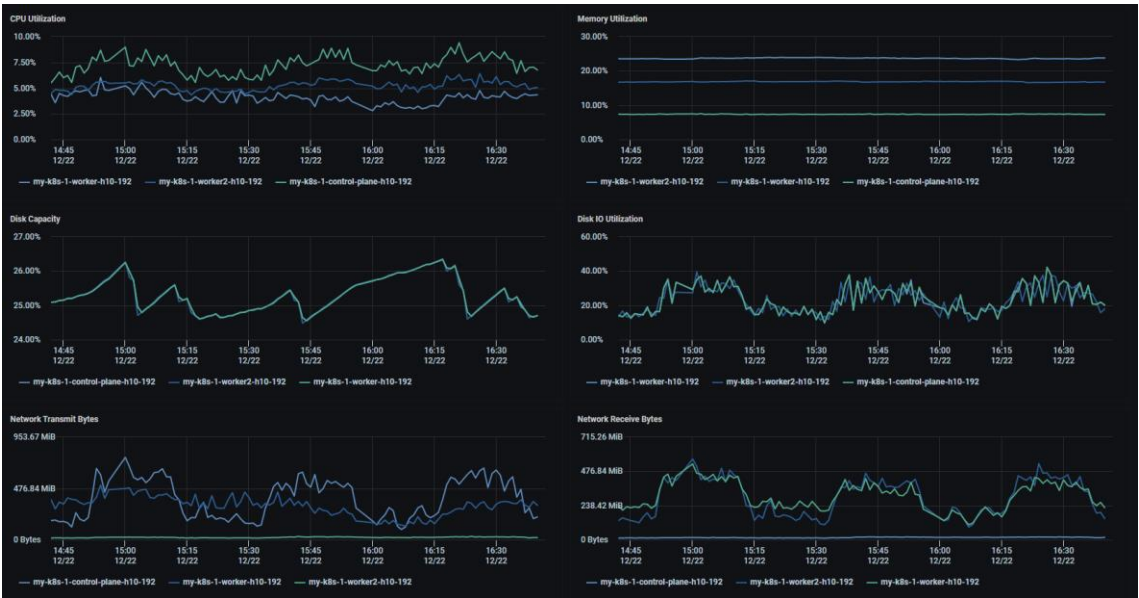 CPU Utilization
10.00%
7.50%
5.00%
2.50%
0.00%
14:45 15:00 15:15 15:30 15:45 16:00 16:15 16:30
12/22 12/22 12/22 12/22 12/22 12/22 12/22 12/22
my-k8s-1-worker-h10-192 my-k8s-1-worker2-h10-192 my-k8s-1-control-plane-h10-192
Memory Utilization
30.00%
20.00%
10.00%
0.00%
14:45 15:00 15:15 15:30 15:45 16:00 16:15 16:30
12/22 12/22 12/22 12/22 12/22 12/22 12/22 12/22
my-k8s-1-worker2-h10-192 my-k8s-1-worker-h10-192 my-k8s-1-control-plane-h10-192
Disk Capacity
27.00%
26.00%
25.00%
24.00%
14:45 15:00 15:15 15:30 15:45 16:00 16:15 16:30
12/22 12/22 12/22 12/22 12/22 12/22 12/22 12/22
my-k8s-1-control-plane-h10-192 my-k8s-1-worker2-h10-192 my-k8s-1-worker-h10-192
Disk IO Utilization
60.00%
40.00%
20.00%
0.00%
14:45 15:00 15:15 15:30 15:45 16:00 16:15 16:30
12/22 12/22 12/22 12/22 12/22 12/22 12/22 12/22
my-k8s-1-worker-h10-192 my-k8s-1-worker2-h10-192 my-k8s-1-control-plane-h10-192
Network Transmit Bytes
953.67 MiB
476.84 MiB
0 Bytes
14:45 15:00 15:15 15:30 15:45 16:00 16:15 16:30
12/22 12/22 12/22 12/22 12/22 12/22 12/22 12/22
my-k8s-1-control-plane-h10-192 my-k8s-1-worker-h10-192 my-k8s-1-worker2-h10-192
Network Receive Bytes
715.26 MiB
476.84 MiB
238.42 MiB
0 Bytes
14:45 15:00 15:15 15:30 15:45 16:00 16:15 16:30
12/22 12/22 12/22 12/22 12/22 12/22 12/22 12/22
my-k8s-1-control-plane-h10-192 my-k8s-1-worker-h10-192 my-k8s-1-worker2-h10-192